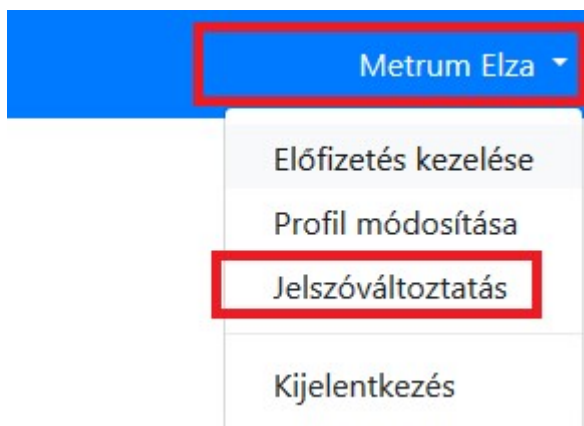 Metrum Elza
Előfizetés kezelése
Profil módosítása
Jelszóváltoztatás
Kijelentkezés